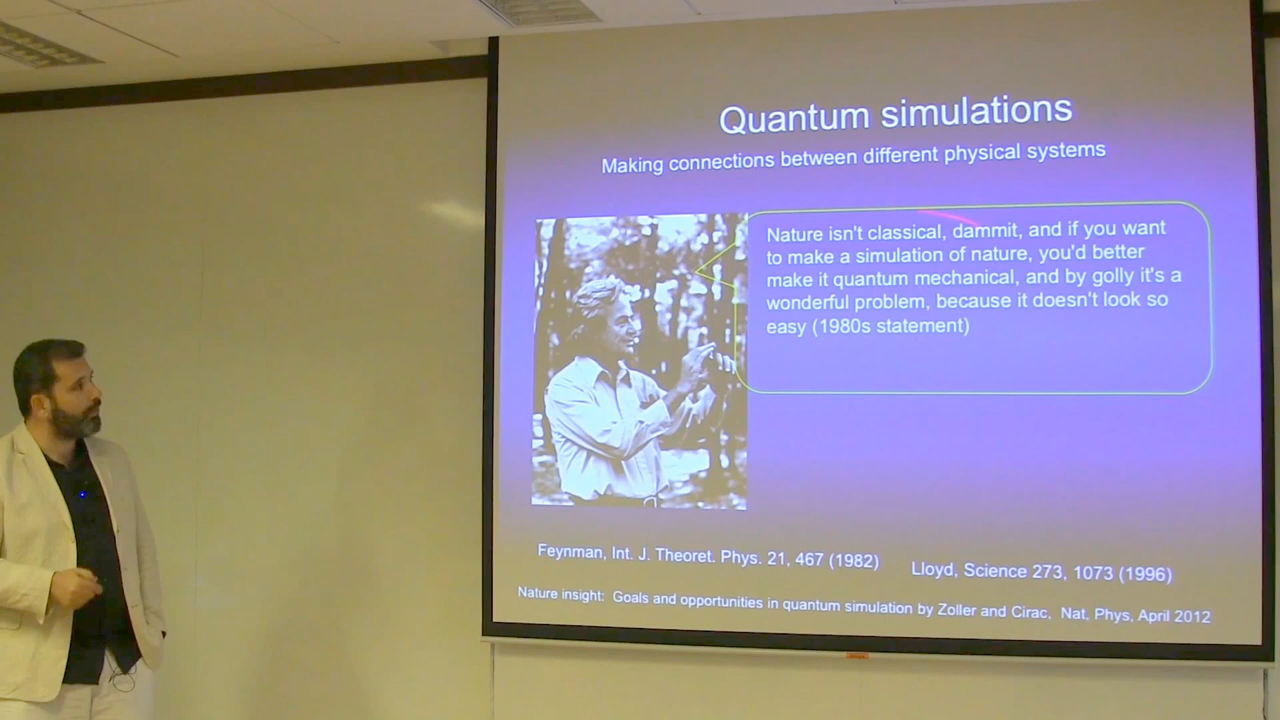 Quantum simulations
Making connections between different physical systems
Nature isn't classical, dammit, and if you want
to make a simulation of nature, you'd better
make it quantum mechanical, and by golly it's a
wonderful problem, because it doesn't look so
easy (1980s statement)
Feynman, Int. J. Theoret. Phys. 21, 467 (1982)
Lloyd, Science 273, 1073 (1996)
Nature insight: Goals and opportunities in quantum simulation by Zoller and Cirac, Nat, Phys, April 2012